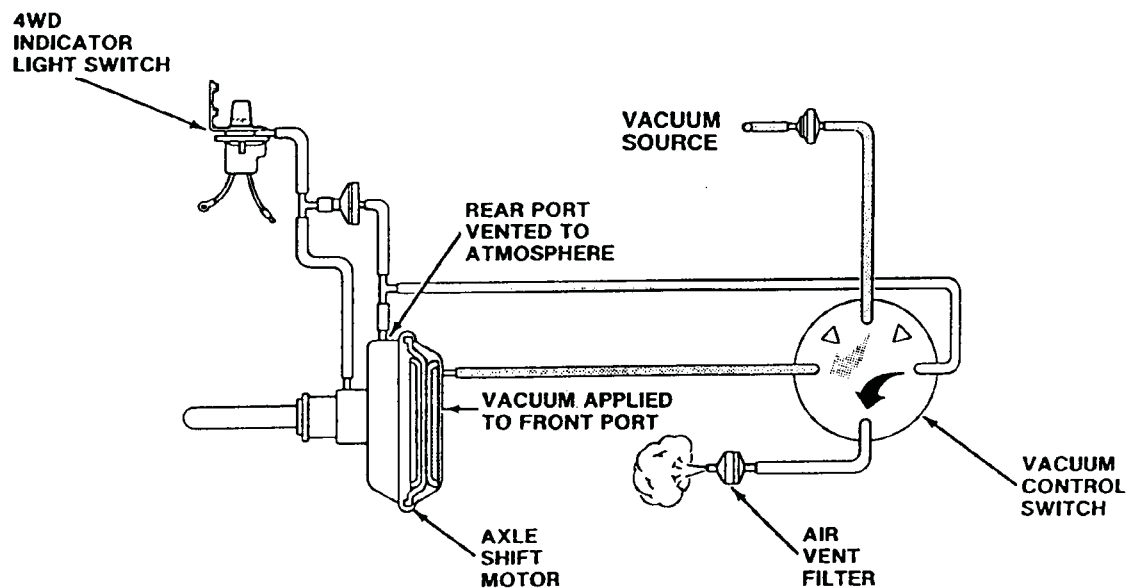 4WD
INDICATOR
LIGHT SWITCH
VACUUM
SOURCE
REAR PORT
VENTED TO
ATMOSPHERE
VACUUM APPLIED
TO FRONT PORT
VACUUM
CONTROL
SWITCH
AXLE
SHIFT
MOTOR
AIR
VENT
FILTER